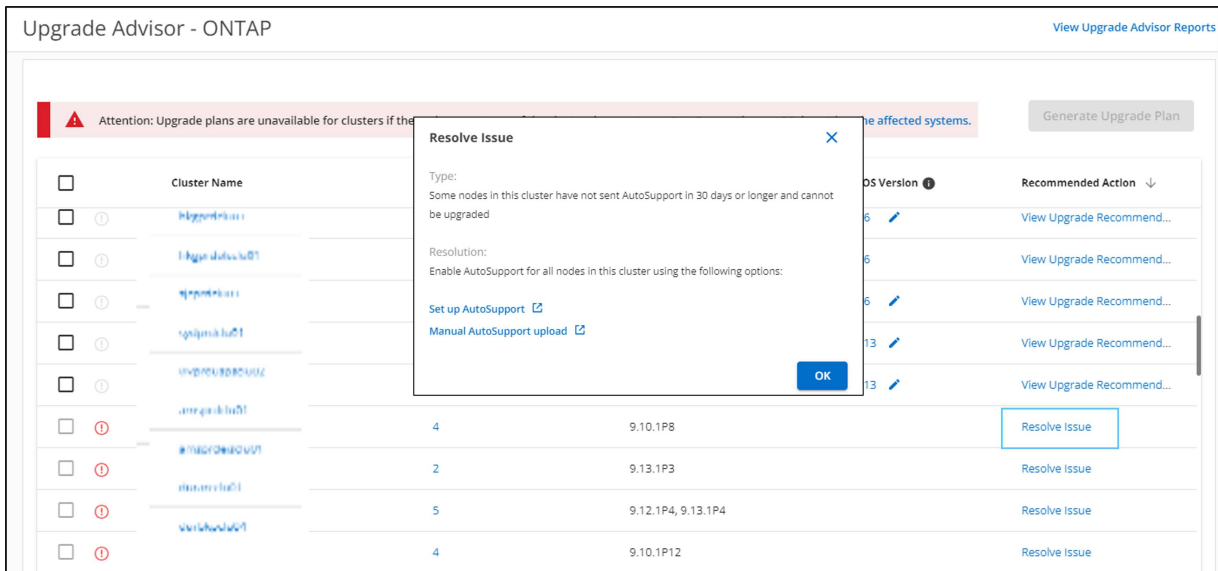 Upgrade Advisor - ONTAP
View Upgrade Advisor Reports
Attention: Upgrade plans are unavailable for clusters if the
he affected systems.
Generate Upgrade Plan
Cluster Name
OS Version
Recommended Action
Resolve Issue
Type:
Some nodes in this cluster have not sent AutoSupport in 30 days or longer and cannot
be upgraded
Resolution:
Enable AutoSupport for all nodes in this cluster using the following options:
Set up AutoSupport
Manual AutoSupport upload
OK
6 View Upgrade Recommend...
6 View Upgrade Recommend...
6 View Upgrade Recommend...
13 View Upgrade Recommend...
13 View Upgrade Recommend...
4 9.10.1P8 Resolve Issue
2 9.13.1P3 Resolve Issue
5 9.12.1P4, 9.13.1P4 Resolve Issue
4 9.10.1P12 Resolve Issue